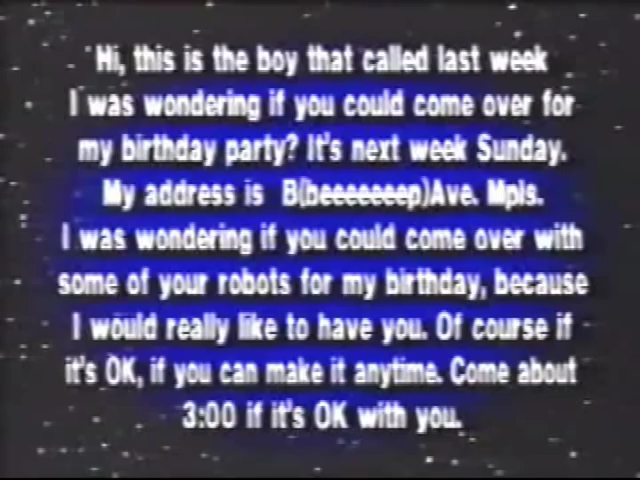 Hi, this is the boy that called last week
I was wondering if you could come over for
my birthday party? It's next week Sunday.
My address is B(beeeeeeep)Ave. Mpls.
I was wondering if you could come over with
some of your robots for my birthday, because
I would really like to have you. Of course if
it's OK, if you can make it anytime. Come about
3:00 if it's OK with you.